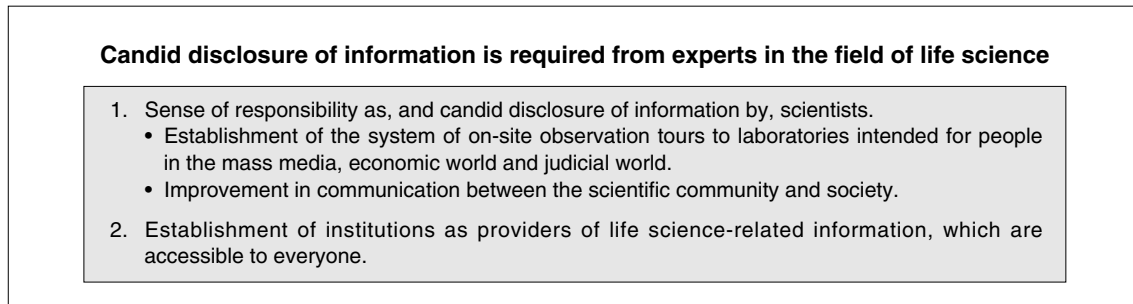 Candid disclosure of information is required from experts in the field of life science
1. Sense of responsibility as, and candid disclosure of information by, scientists.
• Establishment of the system of on-site observation tours to laboratories intended for people
in the mass media, economic world and judicial world.
• Improvement in communication between the scientific community and society.
2. Establishment of institutions as providers of life science-related information, which are
accessible to everyone.